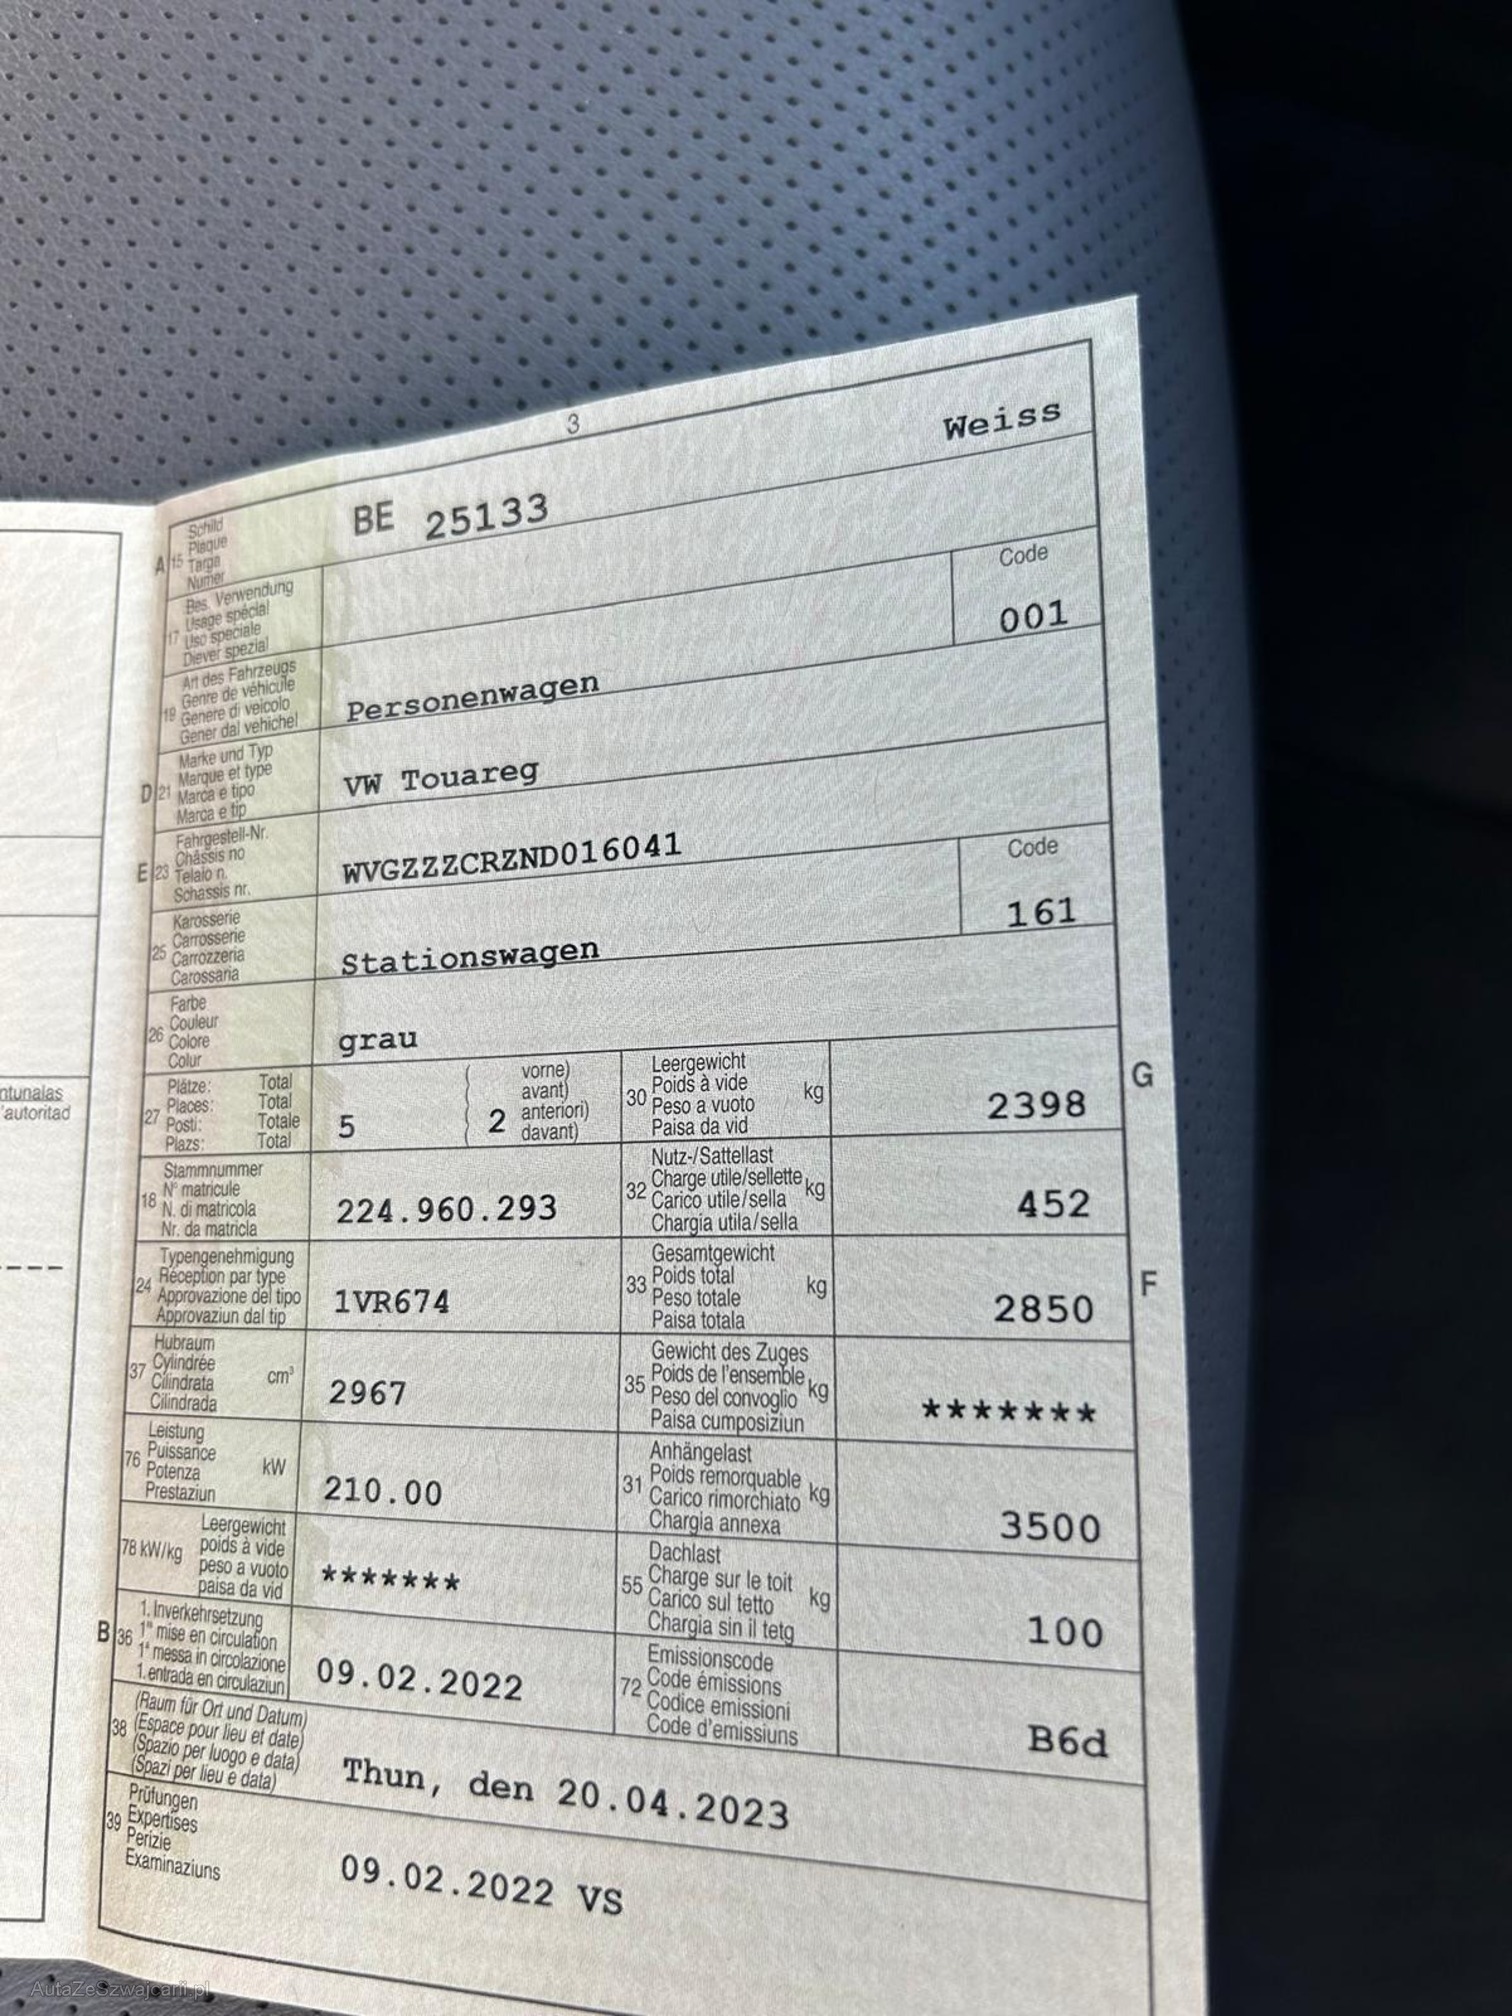 3
A 15 Schild
Plaque
Targa
Numer
BE 25133
Weiss
17 Bes. Verwendung
Usage spécial
Uso speciale
Diever spezial
19 Art des Fahrzeugs
Genre de véhicule
Genere di veicolo
Gener dal vehichel
Personenwagen
Code
001
D 21 Marke und Typ
Marque et type
Marca e tipo
Marca e tip
VW Touareg
E 23 Fahrgestell-Nr.
Châssis no
Telaio n.
Schassis nr.
WVGZZZCRZND016041
25 Karosserie
Carrosserie
Carrozzeria
Carossaria
Stationswagen
Code
161
26 Farbe
Couleur
Colore
Colur
grau
ntunalas
'autoritad
27 Plätze: Total
Places: Total
Posti: Totale
Plazs: Total
5
2
vorne)
avant)
anteriori)
davant)
30 Leergewicht
Poids à vide
Peso a vuoto
Paisa da vid
kg
2398
G
18 Stammnummer
N° matricule
N. di matricola
Nr. da matricla
224.960.293
32 Nutz-/Sattellast
Charge utile/sellette
Carico utile/sella
Chargia utila/sella
kg
452
24 Typengenehmigung
Réception par type
Approvazione del tipo
Approvaziun dal tip
1VR674
33 Gesamtgewicht
Poids total
Peso totale
Paisa totala
kg
2850
F
37 Hubraum
Cylindrée
Cilindrata
Cilindrada
cm³
2967
35 Gewicht des Zuges
Poids de l'ensemble
Peso del convoglio
Paisa cumposiziun
kg
*******
76 Leistung
Puissance
Potenza
Prestaziun
kW
210.00
31 Anhängelast
Poids remorquable
Carico rimorchiato
Chargia annexa
kg
3500
78 kW/kg
Leergewicht
poids à vide
peso a vuoto
paisa da vid
*******
55 Dachlast
Charge sur le toit
Carico sul tetto
Chargia sin il tetg
kg
100
B 36 1. Inverkehrsetzung
1re mise en circulation
1a messa in circolazione
1. entrada en circulaziun
09.02.2022
72 Emissionscode
Code émissions
Codice emissioni
Code d'emissiuns
B6d
38 (Raum für Ort und Datum)
(Espace pour lieu et date)
(Spazio per luogo e data)
(Spazi per lieu e data)
Thun, den 20.04.2023
39 Prüfungen
Expertises
Perizie
Examinaziuns
09.02.2022 VS
AutaZeSzwajcarii.pl